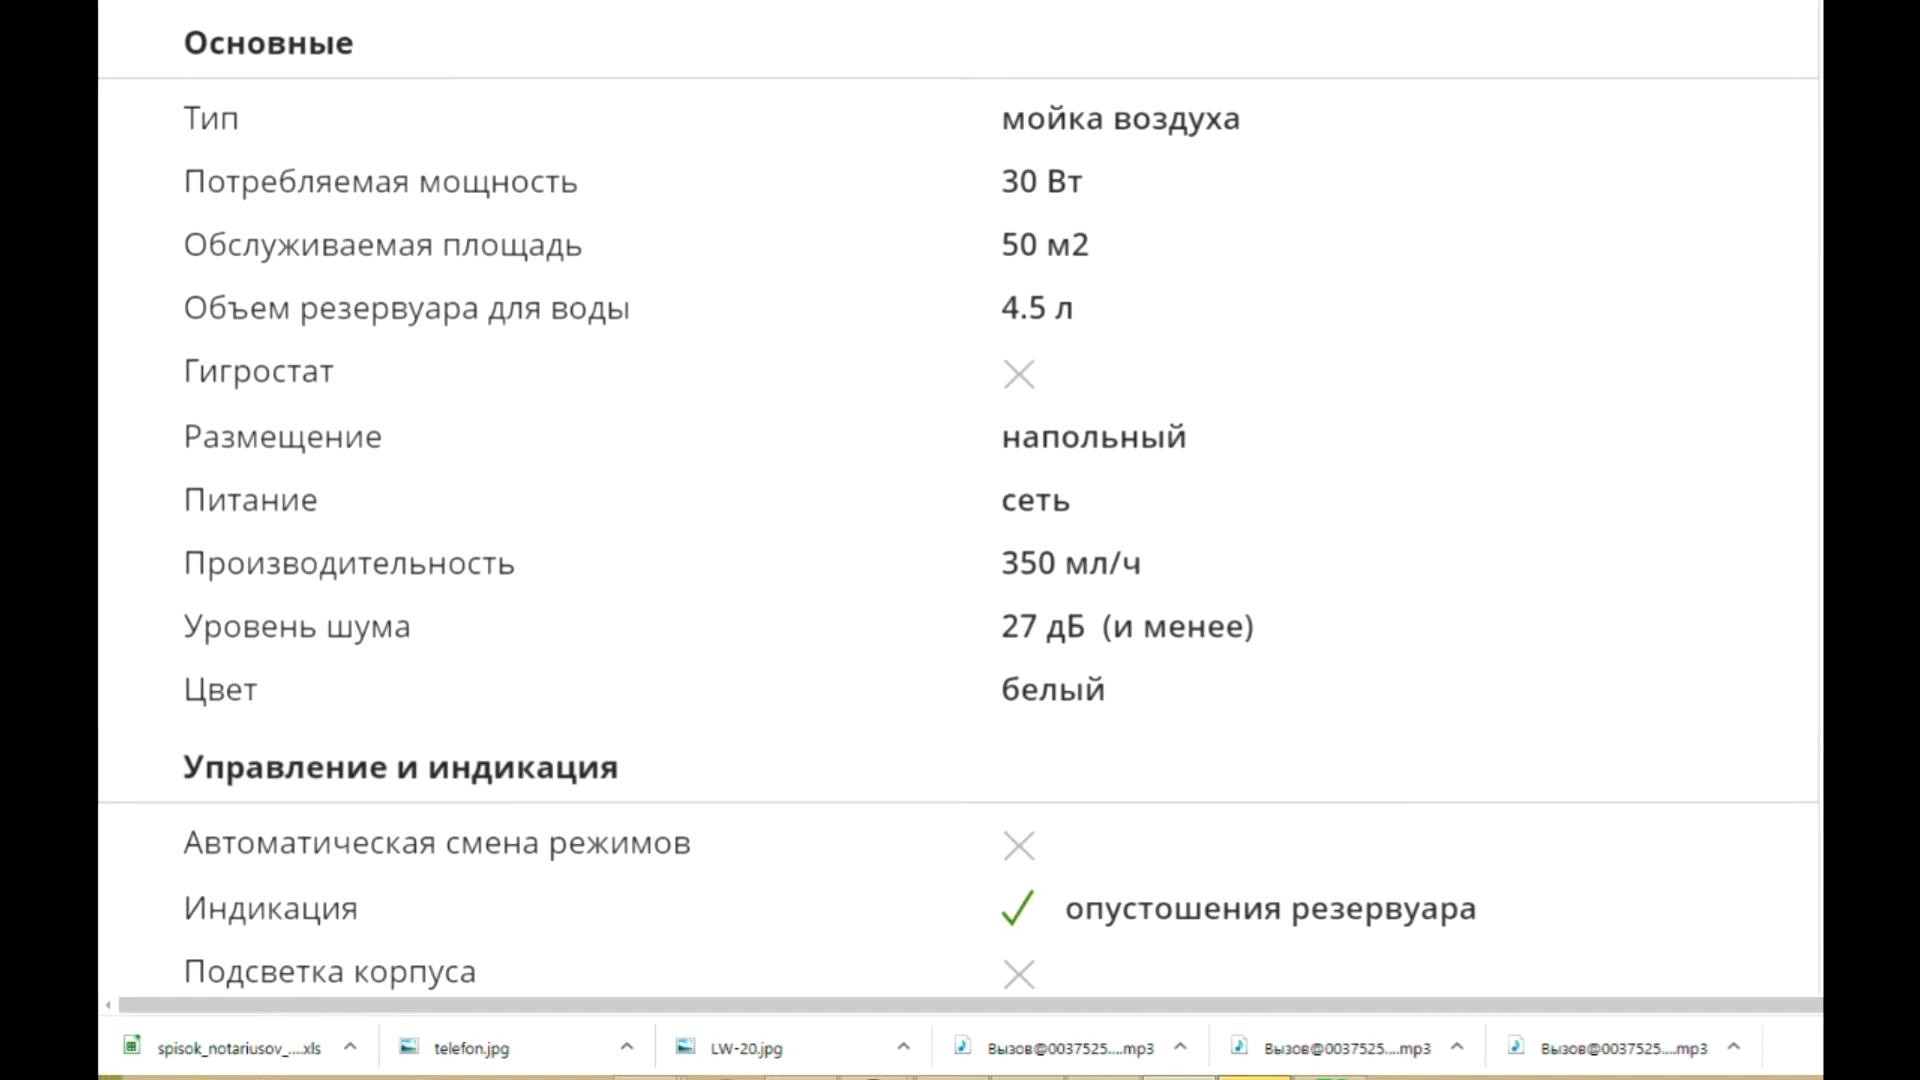 Основные
Тип мойка воздуха
Потребляемая мощность 30 Вт
Обслуживаемая площадь 50 м2
Объем резервуара для воды 4.5 л
Гигростат
Размещение напольный
Питание сеть
Производительность 350 мл/ч
Уровень шума 27 дБ (и менее)
Цвет белый
Управление и индикация
Автоматическая смена режимов
Индикация опустошения резервуара
Подсветка корпуса
spisok_notariusov_....xls telefon.jpg LW-20.jpg Вызов@0037525....mp3 Вызов@0037525....mp3 Вызов@0037525....mp3